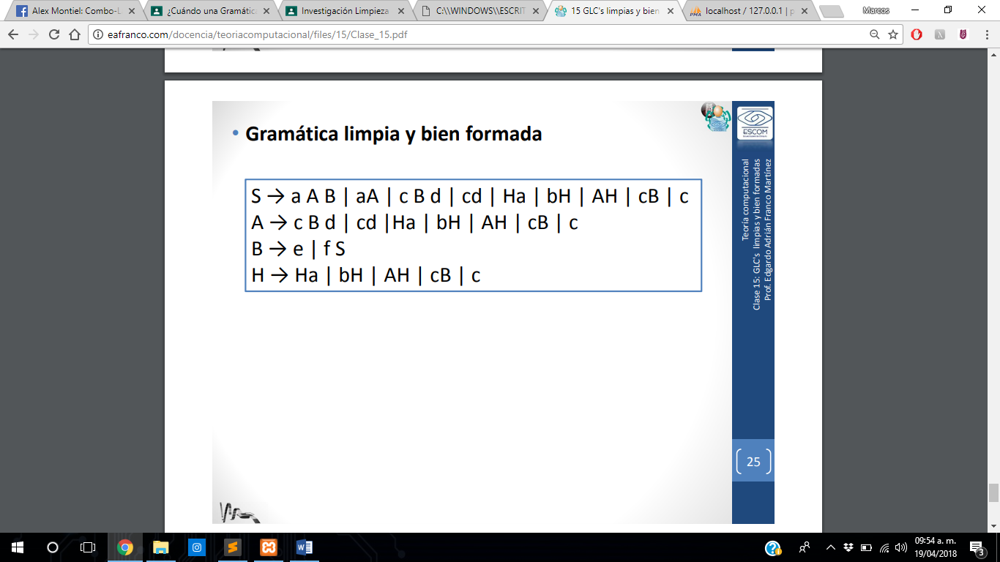 Alex Montiel: Combo-L
¿Cuándo una Gramátic
Investigación Limpieza
C:\\WINDOWS\\ESCRIT
15 GLC's limpias y bien
localhost / 127.0.0.1 | p
Marcos
eafranco.com/docencia/teoriacomputacional/files/15/Clase_15.pdf
• Gramática limpia y bien formada
ESCOM
S → a A B | aA | c B d | cd | Ha | bH | AH | cB | c
A → c B d | cd |Ha | bH | AH | cB | c
B → e | f S
H → Ha | bH | AH | cB | c
Teoría computacional
Clase 15: GLC's limpias y bien formadas
Prof. Edgardo Adrián Franco Martínez
25
09:54 a. m.
19/04/2018
3